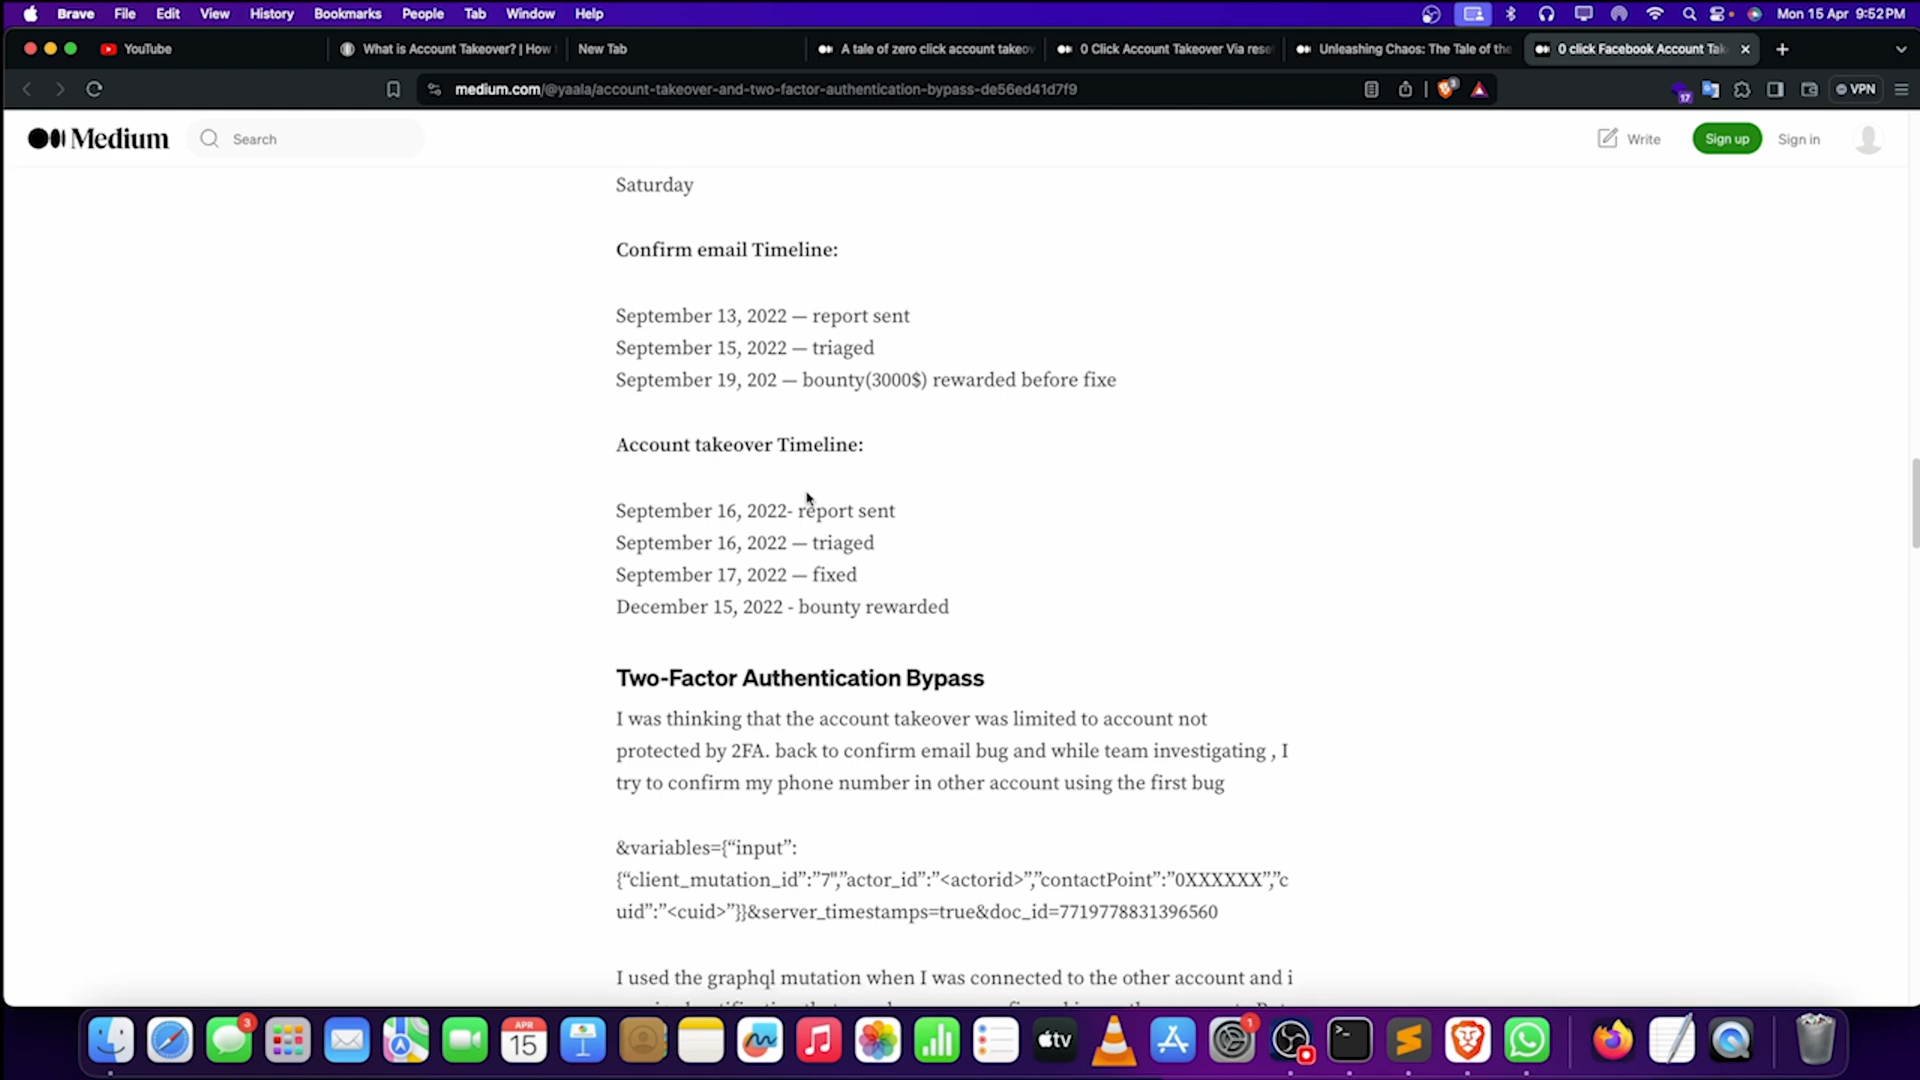 Brave File Edit View History Bookmarks People Tab Window Help Mon 15 Apr 9:52 PM
YouTube What is Account Takeover? | How New Tab A tale of zero click account takeov 0 Click Account Takeover Via rese Unleashing Chaos: The Tale of the 0 click Facebook Account Tak
medium.com/@yaala/account-takeover-and-two-factor-authentication-bypass-de56ed41d7f9 3 17 VPN
Medium Search Write Sign up Sign in
Saturday
Confirm email Timeline:
September 13, 2022 — report sent
September 15, 2022 — triaged
September 19, 202 — bounty(3000$) rewarded before fixe
Account takeover Timeline:
September 16, 2022- report sent
September 16, 2022 — triaged
September 17, 2022 — fixed
December 15, 2022 - bounty rewarded
Two-Factor Authentication Bypass
I was thinking that the account takeover was limited to account not
protected by 2FA. back to confirm email bug and while team investigating , I
try to confirm my phone number in other account using the first bug
&variables={“input”:
{“client_mutation_id”:”7",”actor_id”:”<actorid>”,”contactPoint”:”0XXXXXX”,”c
uid”:”<cuid>”}}&server_timestamps=true&doc_id=7719778831396560
I used the graphql mutation when I was connected to the other account and i
3 APR 15 tv 1